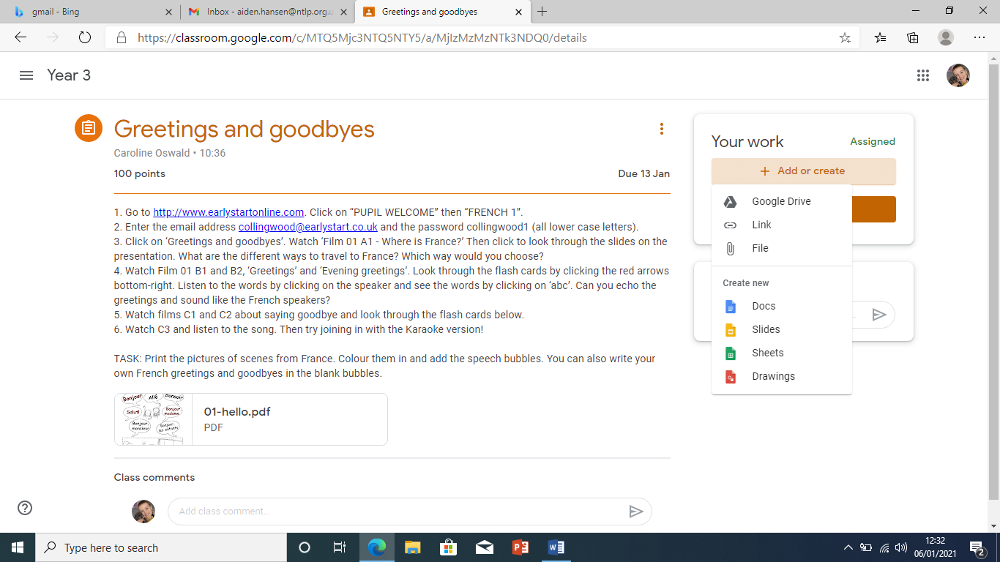 gmail - Bing
Inbox - aiden.hansen@ntlp.org.u
Greetings and goodbyes
https://classroom.google.com/c/MTQ5Mjc3NTQ5NTY5/a/MjIzMzMzNTk3NDQ0/details
Year 3
Greetings and goodbyes
Caroline Oswald • 10:36
100 points
Due 13 Jan
1. Go to http://www.earlystartonline.com. Click on “PUPIL WELCOME” then “FRENCH 1”.
2. Enter the email address collingwood@earlystart.co.uk and the password collingwood1 (all lower case letters).
3. Click on ‘Greetings and goodbyes’. Watch ‘Film 01 A1 - Where is France?’ Then click to look through the slides on the
presentation. What are the different ways to travel to France? Which way would you choose?
4. Watch Film 01 B1 and B2, ‘Greetings’ and ‘Evening greetings’. Look through the flash cards by clicking the red arrows
bottom-right. Listen to the words by clicking on the speaker and see the words by clicking on ‘abc’. Can you echo the
greetings and sound like the French speakers?
5. Watch films C1 and C2 about saying goodbye and look through the flash cards below.
6. Watch C3 and listen to the song. Then try joining in with the Karaoke version!
TASK: Print the pictures of scenes from France. Colour them in and add the speech bubbles. You can also write your
own French greetings and goodbyes in the blank bubbles.
Bonjour
Allô
Bonsoir
Salut!
Bonjour
madame
Bonjour
monsieur
Bonjour
les enfants
01-hello.pdf
PDF
Class comments
Add class comment...
Your work
Assigned
+ Add or create
Google Drive
Link
File
Create new
Docs
Slides
Sheets
Drawings
Type here to search
12:32
06/01/2021
2